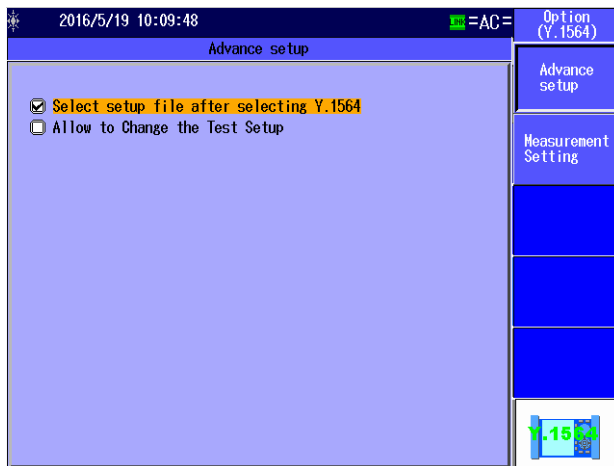 2016/5/19 10:09:48
LINK =AC=
Option
(Y.1564)
Advance setup
Advance
setup
Select setup file after selecting Y.1564
Allow to Change the Test Setup
Measurement
Setting
Y.1564